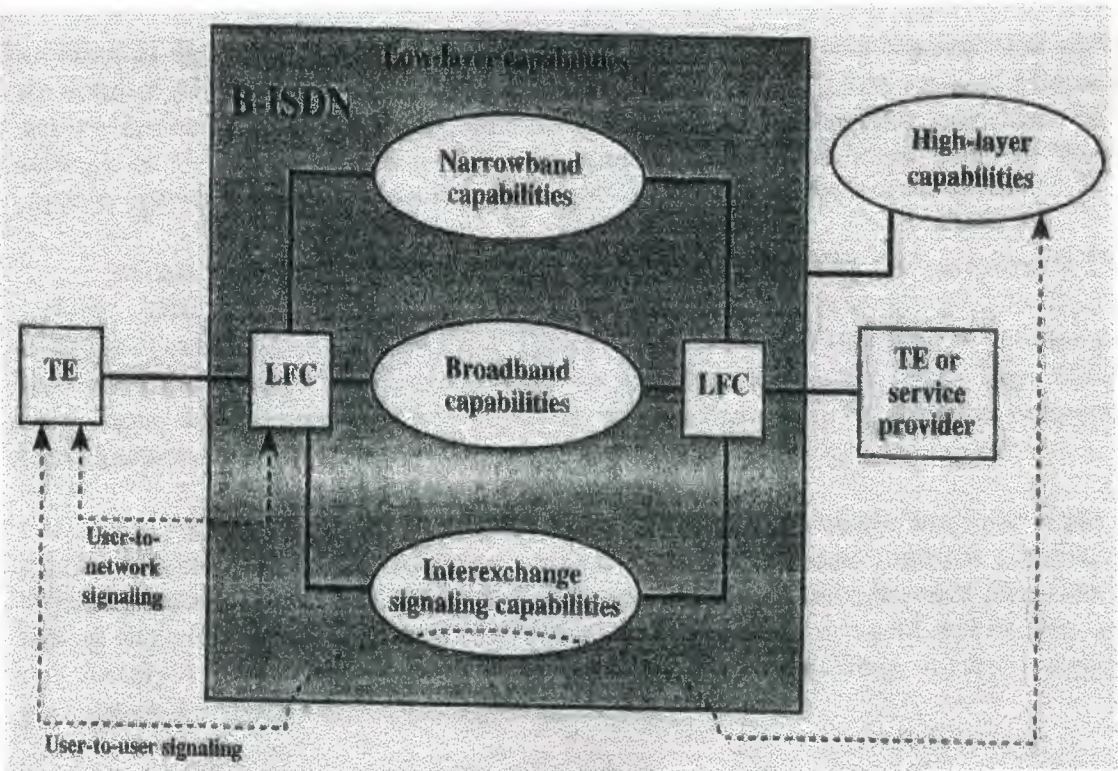 Low-layer capabilities
B-ISDN
Narrowband
capabilities
High-layer
capabilities
TE
LFC
Broadband
capabilities
LFC
TE or
service
provider
User-to-
network
signaling
Interexchange
signaling capabilities
User-to-user signaling